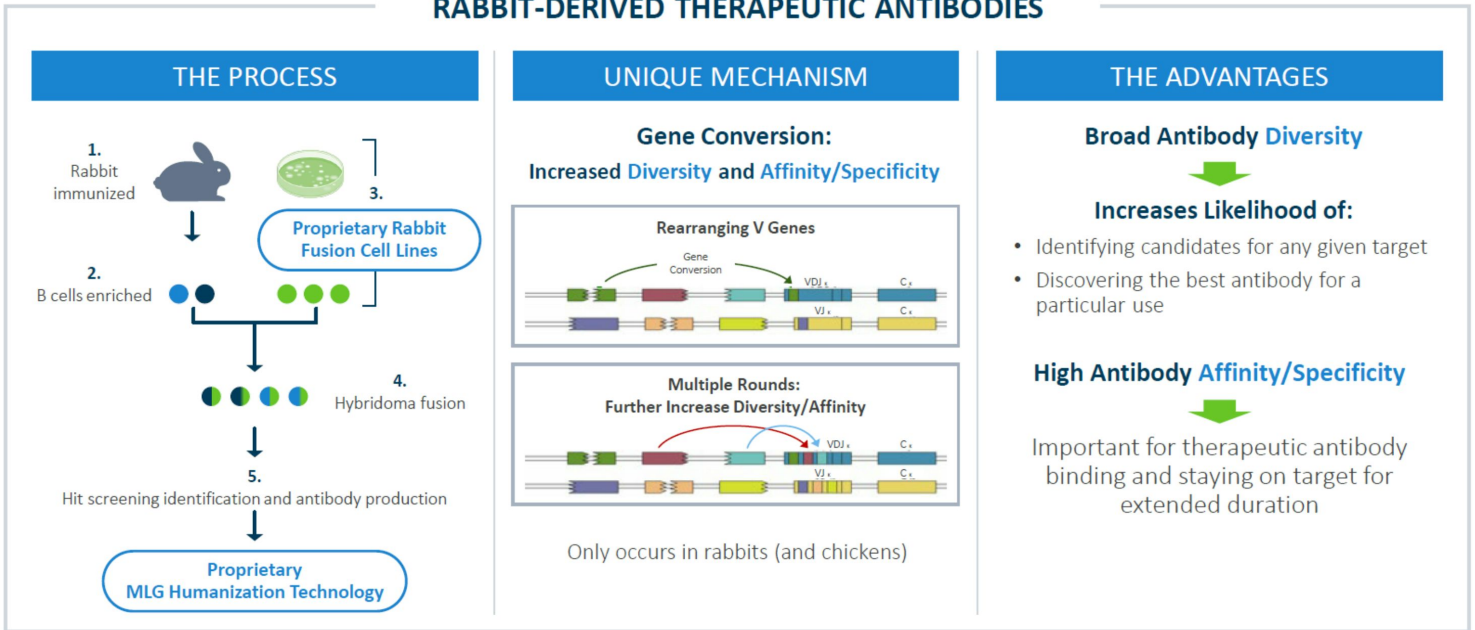 RABBIT-DERIVED THERAPEUTIC ANTIBODIES
THE PROCESS
1.
Rabbit
immunized
3.
Proprietary Rabbit
Fusion Cell Lines
2.
B cells enriched
4.
Hybridoma fusion
5.
Hit screening identification and antibody production
Proprietary
MLG Humanization Technology
UNIQUE MECHANISM
Gene Conversion:
Increased Diversity and Affinity/Specificity
Rearranging V Genes
Gene
Conversion
VDJ
C
VJ
C
Multiple Rounds:
Further Increase Diversity/Affinity
VDJ
C
VJ
C
Only occurs in rabbits (and chickens)
THE ADVANTAGES
Broad Antibody Diversity
Increases Likelihood of:
• Identifying candidates for any given target
• Discovering the best antibody for a
particular use
High Antibody Affinity/Specificity
Important for therapeutic antibody
binding and staying on target for
extended duration